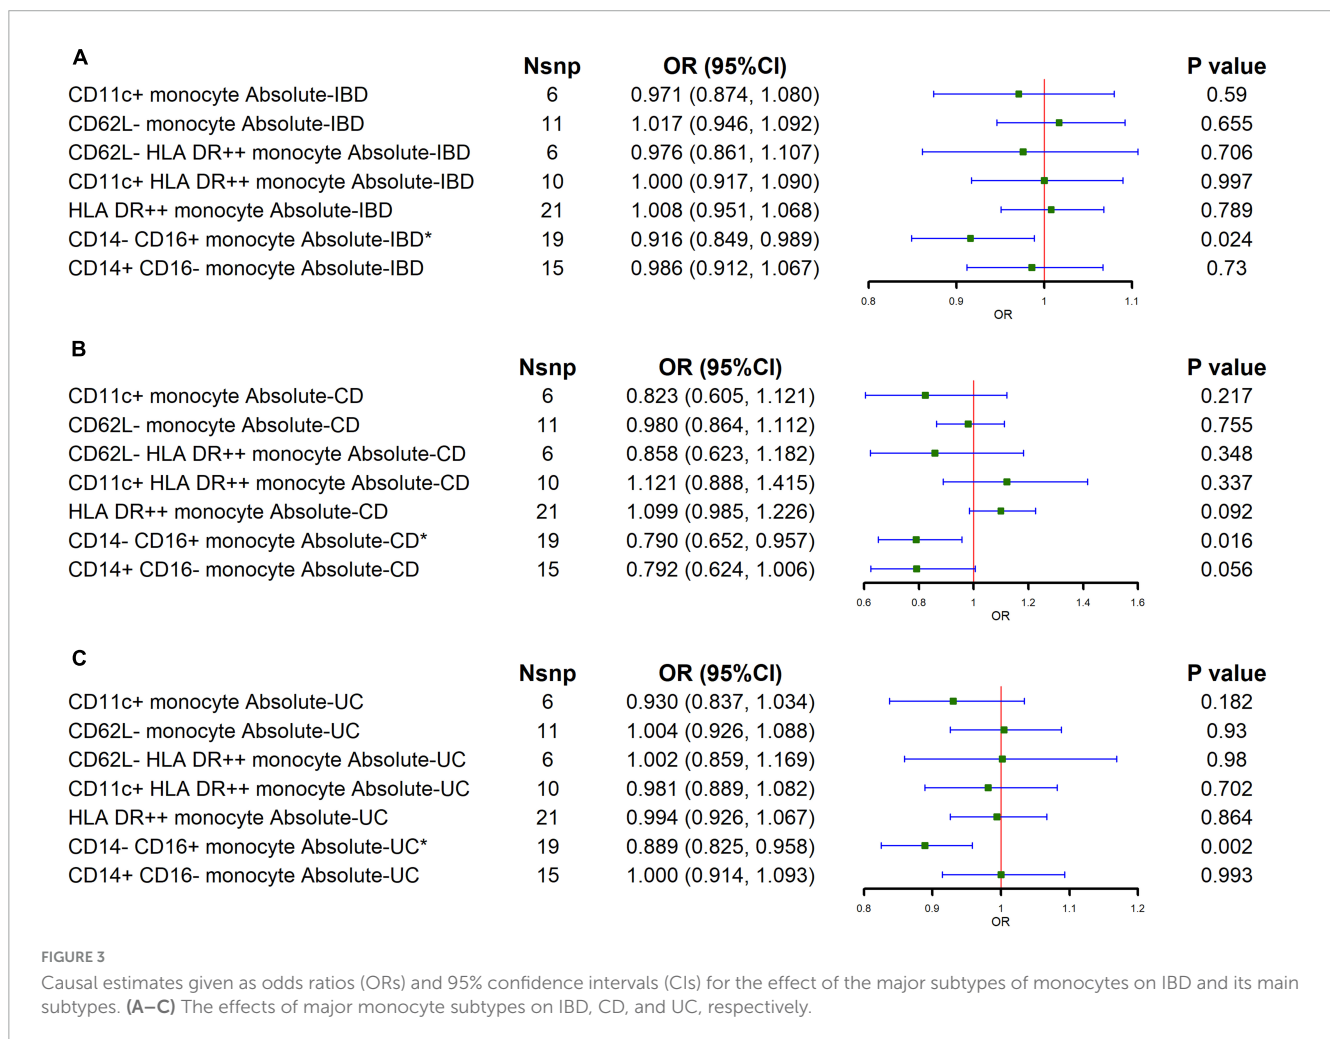 A
Nsnp OR (95%CI) P value
CD11c+ monocyte Absolute-IBD 6 0.971 (0.874, 1.080) 0.59
CD62L- monocyte Absolute-IBD 11 1.017 (0.946, 1.092) 0.655
CD62L- HLA DR++ monocyte Absolute-IBD 6 0.976 (0.861, 1.107) 0.706
CD11c+ HLA DR++ monocyte Absolute-IBD 10 1.000 (0.917, 1.090) 0.997
HLA DR++ monocyte Absolute-IBD 21 1.008 (0.951, 1.068) 0.789
CD14- CD16+ monocyte Absolute-IBD* 19 0.916 (0.849, 0.989) 0.024
CD14+ CD16- monocyte Absolute-IBD 15 0.986 (0.912, 1.067) 0.73
0.8 0.9 1 1.1
OR
B
Nsnp OR (95%CI) P value
CD11c+ monocyte Absolute-CD 6 0.823 (0.605, 1.121) 0.217
CD62L- monocyte Absolute-CD 11 0.980 (0.864, 1.112) 0.755
CD62L- HLA DR++ monocyte Absolute-CD 6 0.858 (0.623, 1.182) 0.348
CD11c+ HLA DR++ monocyte Absolute-CD 10 1.121 (0.888, 1.415) 0.337
HLA DR++ monocyte Absolute-CD 21 1.099 (0.985, 1.226) 0.092
CD14- CD16+ monocyte Absolute-CD* 19 0.790 (0.652, 0.957) 0.016
CD14+ CD16- monocyte Absolute-CD 15 0.792 (0.624, 1.006) 0.056
0.6 0.8 1 1.2 1.4 1.6
OR
C
Nsnp OR (95%CI) P value
CD11c+ monocyte Absolute-UC 6 0.930 (0.837, 1.034) 0.182
CD62L- monocyte Absolute-UC 11 1.004 (0.926, 1.088) 0.93
CD62L- HLA DR++ monocyte Absolute-UC 6 1.002 (0.859, 1.169) 0.98
CD11c+ HLA DR++ monocyte Absolute-UC 10 0.981 (0.889, 1.082) 0.702
HLA DR++ monocyte Absolute-UC 21 0.994 (0.926, 1.067) 0.864
CD14- CD16+ monocyte Absolute-UC* 19 0.889 (0.825, 0.958) 0.002
CD14+ CD16- monocyte Absolute-UC 15 1.000 (0.914, 1.093) 0.993
0.8 0.9 1 1.1 1.2
OR
FIGURE 3
Causal estimates given as odds ratios (ORs) and 95% confidence intervals (CIs) for the effect of the major subtypes of monocytes on IBD and its main
subtypes. (A–C) The effects of major monocyte subtypes on IBD, CD, and UC, respectively.